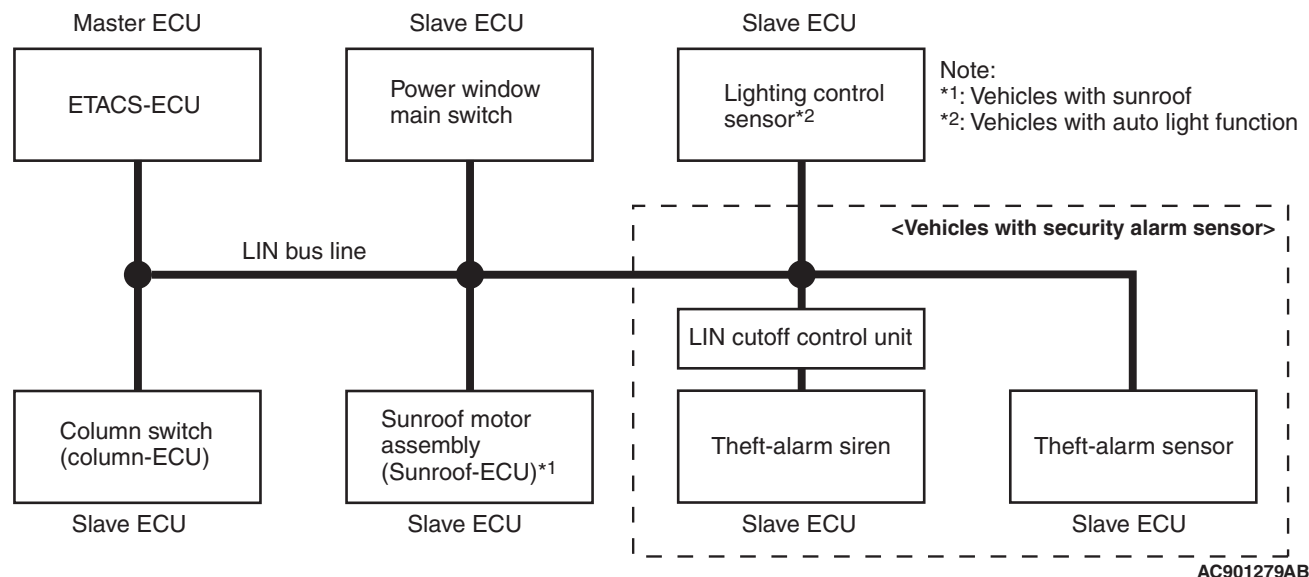 Master ECU
Slave ECU
Slave ECU
ETACS-ECU
Power window
main switch
Lighting control
sensor*2
Note:
*1: Vehicles with sunroof
*2: Vehicles with auto light function
<Vehicles with security alarm sensor>
LIN bus line
LIN cutoff control unit
Column switch
(column-ECU)
Sunroof motor
assembly
(Sunroof-ECU)*1
Theft-alarm siren
Theft-alarm sensor
Slave ECU
Slave ECU
Slave ECU
Slave ECU
AC901279AB